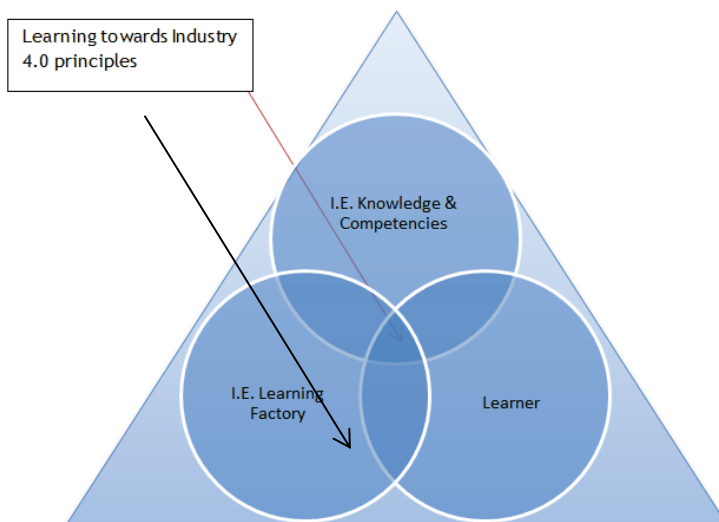 Learning towards Industry
4.0 principles
I.E. Knowledge &
Competencies
I.E. Learning
Factory
Learner